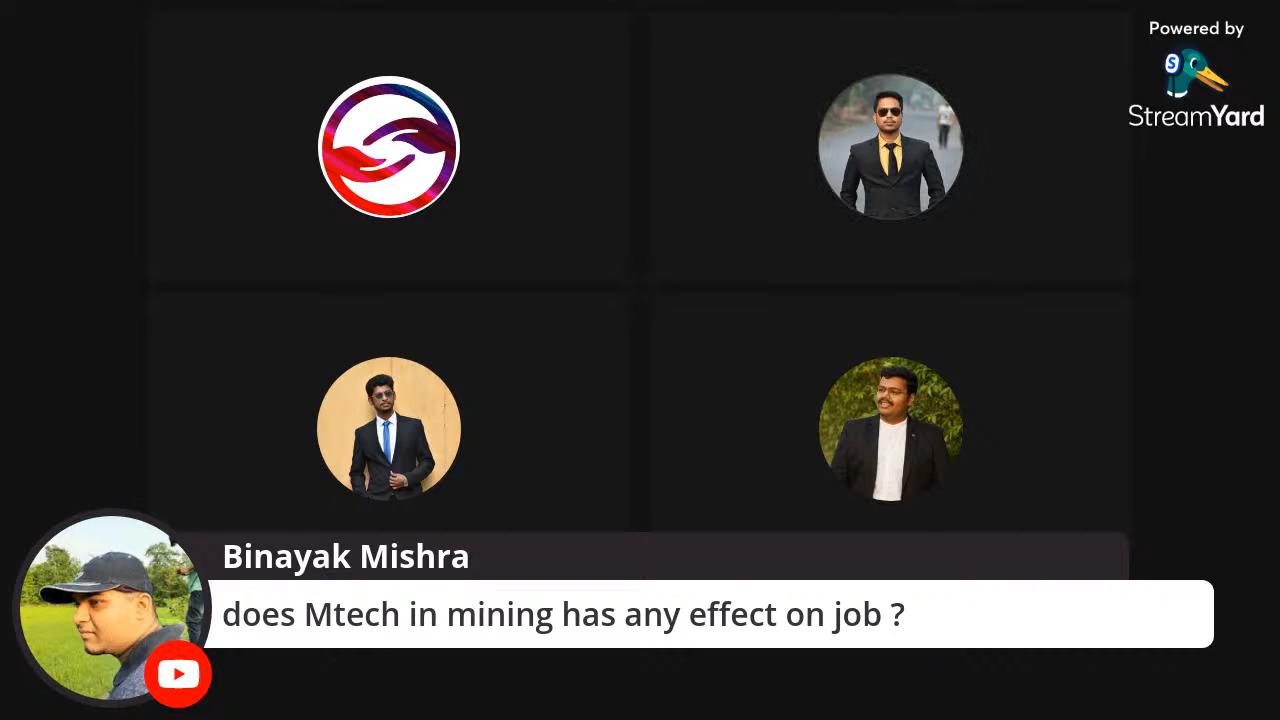 Powered by
StreamYard
Binayak Mishra
does Mtech in mining has any effect on job ?